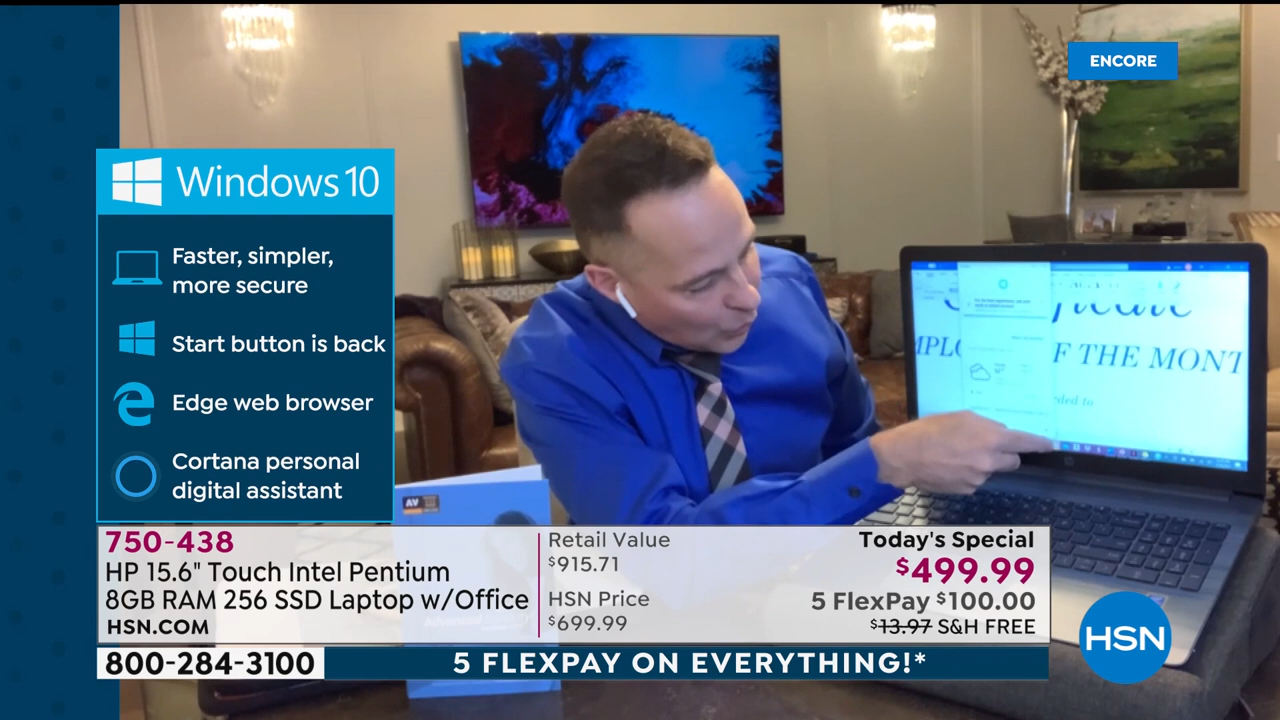 ENCORE
Windows 10
Faster, simpler,
more secure
Start button is back
Edge web browser
Cortana personal
digital assistant
F THE MONT
AV
750-438
HP 15.6" Touch Intel Pentium
8GB RAM 256 SSD Laptop w/Office
HSN.COM
Retail Value
$915.71
HSN Price
$699.99
Today's Special
$499.99
5 FlexPay $100.00
$13.97 S&H FREE
HSN
800-284-3100
5 FLEXPAY ON EVERYTHING!*